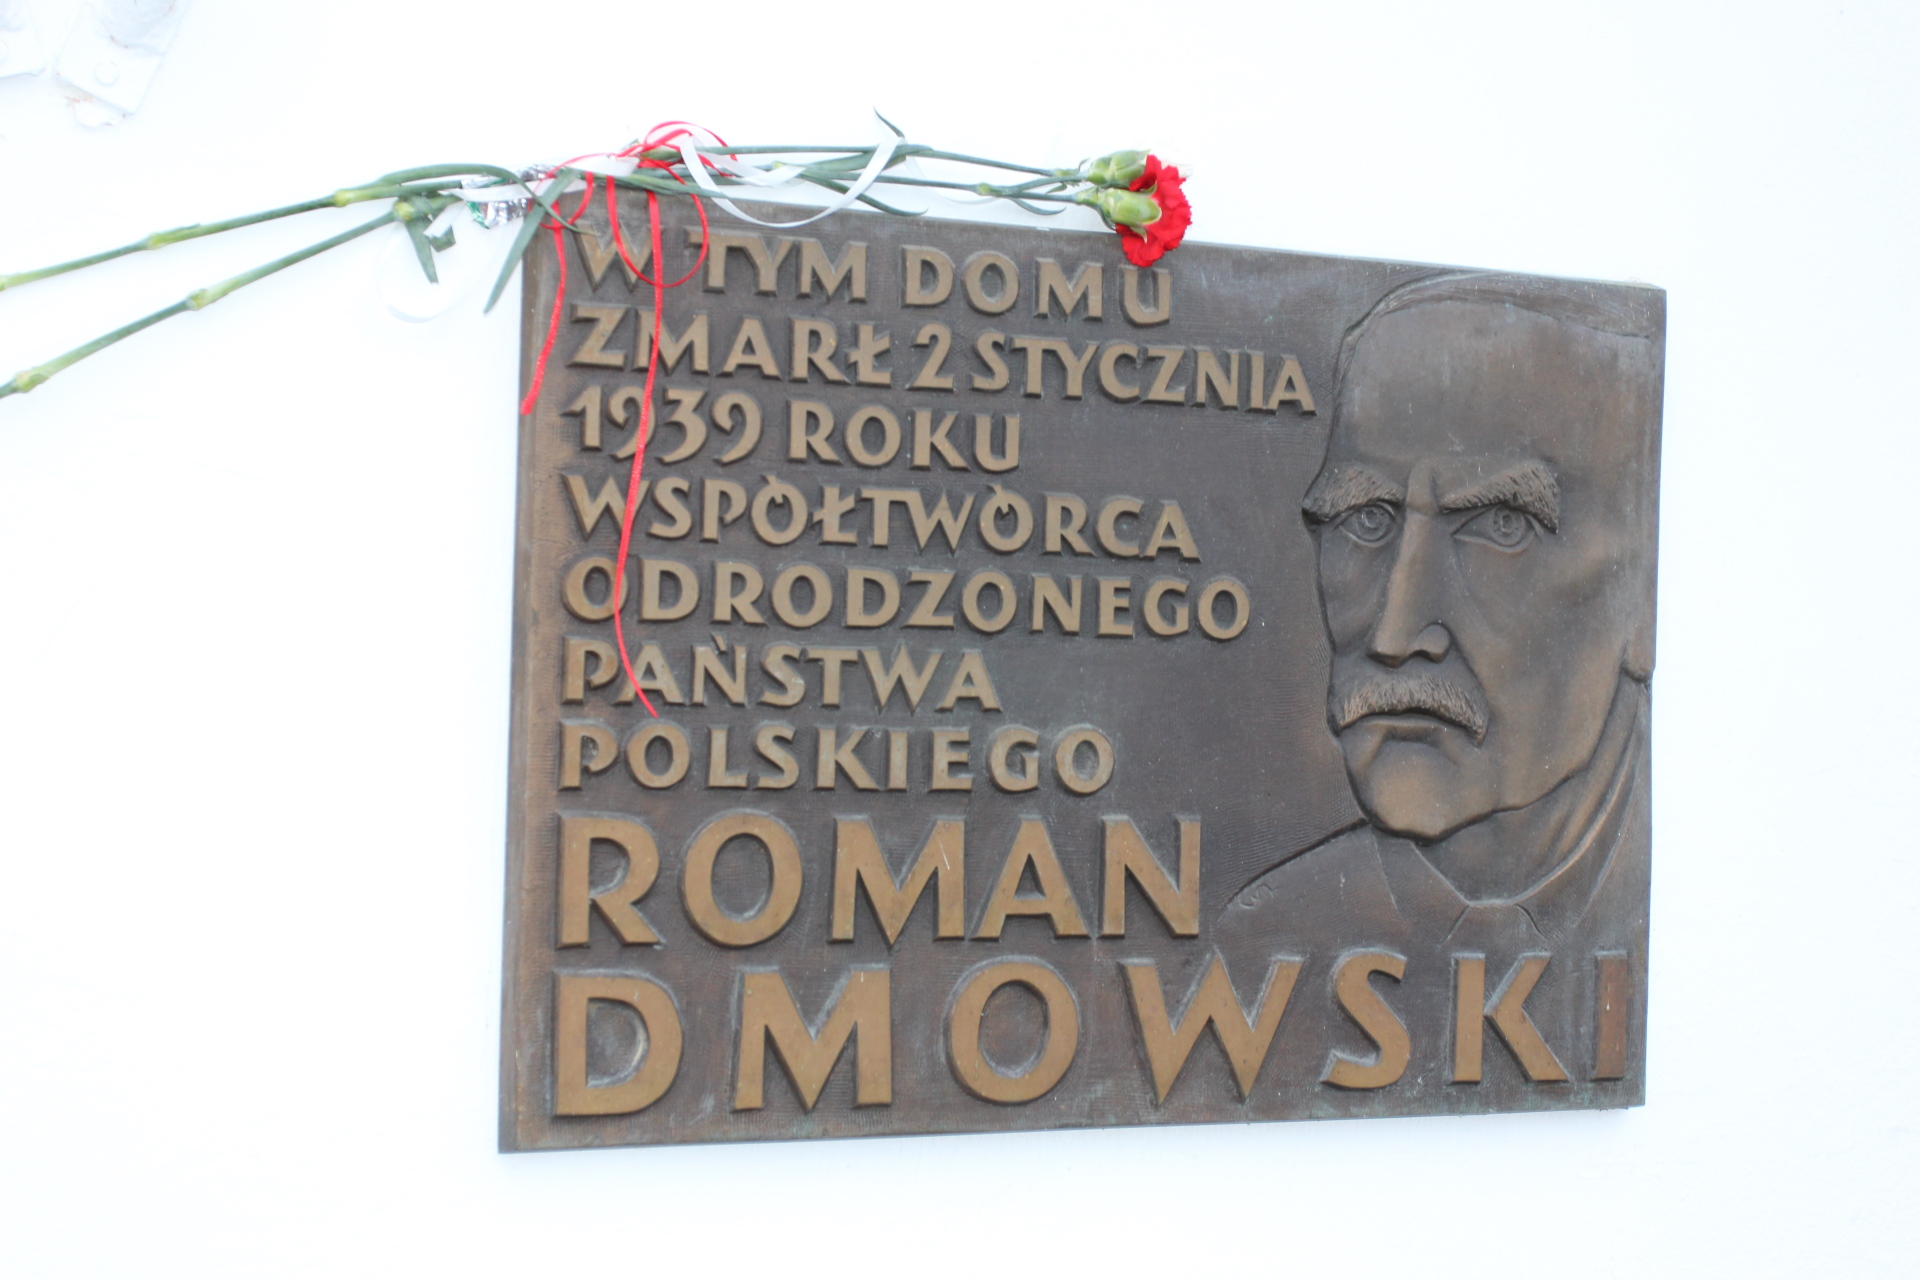 W TYM DOMU
ZMARŁ 2 STYCZNIA
1939 ROKU
WSPÓŁTWÓRCA
ODRODZONEGO
PAŃSTWA
POLSKIEGO
ROMAN
DMOWSKI